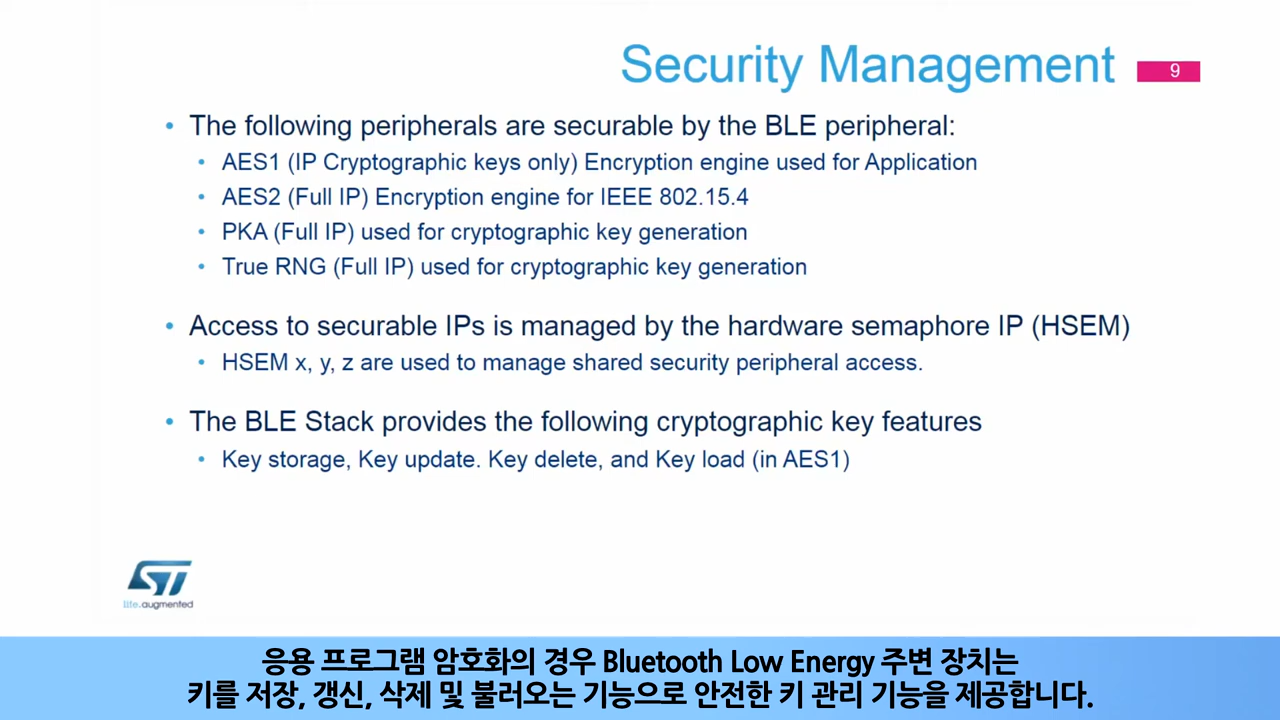 Security Management
9
• The following peripherals are securable by the BLE peripheral:
• AES1 (IP Cryptographic keys only) Encryption engine used for Application
• AES2 (Full IP) Encryption engine for IEEE 802.15.4
• PKA (Full IP) used for cryptographic key generation
• True RNG (Full IP) used for cryptographic key generation
• Access to securable IPs is managed by the hardware semaphore IP (HSEM)
• HSEM x, y, z are used to manage shared security peripheral access.
• The BLE Stack provides the following cryptographic key features
• Key storage, Key update. Key delete, and Key load (in AES1)
ST
life.augmented
응용 프로그램 암호화의 경우 Bluetooth Low Energy 주변 장치는
키를 저장, 갱신, 삭제 및 불러오는 기능으로 안전한 키 관리 기능을 제공합니다.